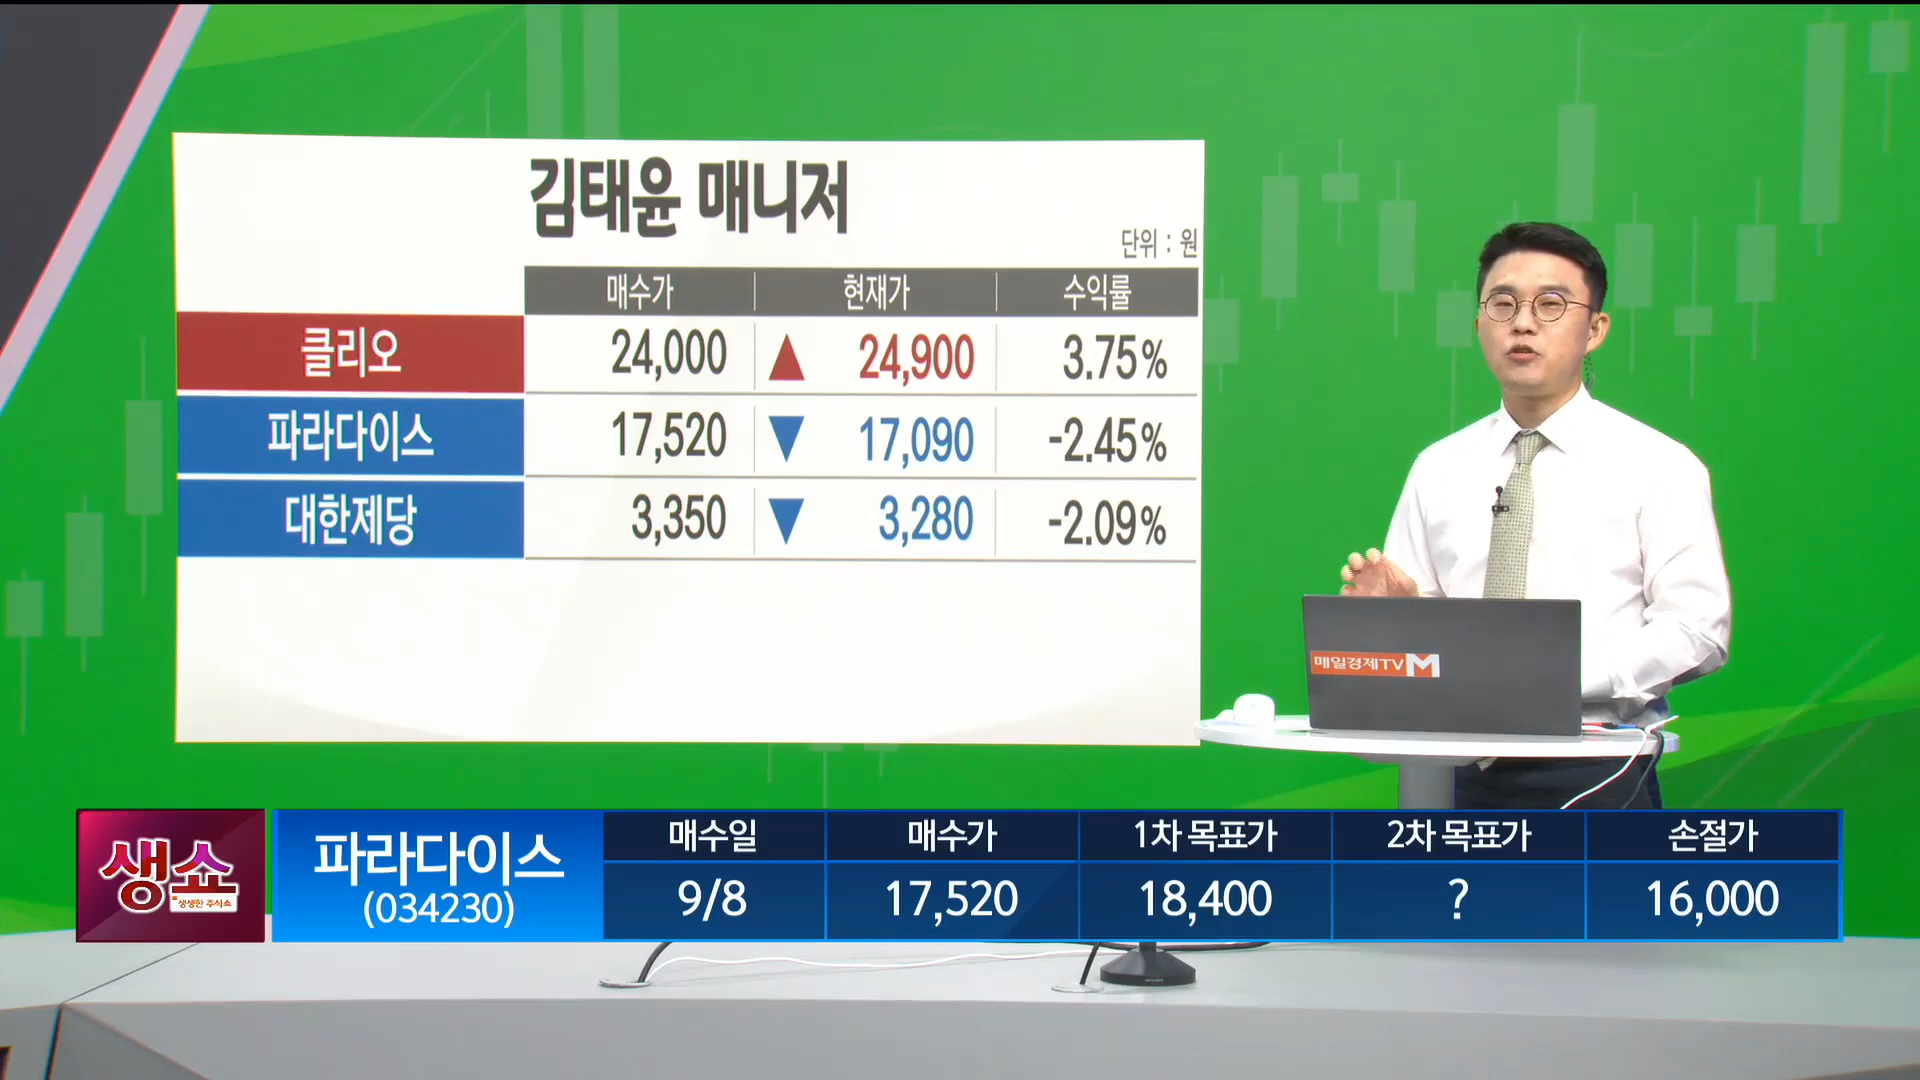 김태윤 매니저
단위 : 원
매수가 현재가 수익률
클리오 24,000 ▲ 24,900 3.75%
파라다이스 17,520 ▼ 17,090 -2.45%
대한제당 3,350 ▼ 3,280 -2.09%
매일경제TV M
생쇼
생생한 주식쇼
파라다이스
(034230)
매수일 매수가 1차 목표가 2차 목표가 손절가
9/8 17,520 18,400 ? 16,000